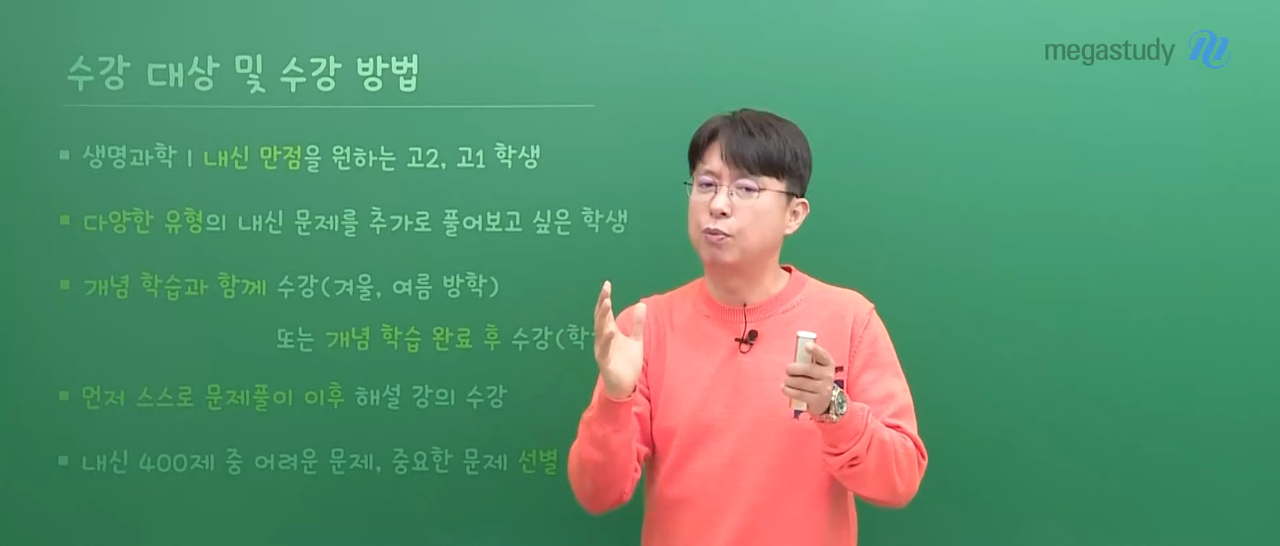 megastudy
수강 대상 및 수강 방법
▪ 생명과학 I 내신 만점을 원하는 고2, 고1 학생
▪ 다양한 유형의 내신 문제를 추가로 풀어보고 싶은 학생
▪ 개념 학습과 함께 수강(겨울, 여름 방학)
또는 개념 학습 완료 후 수강(학
▪ 먼저 스스로 문제풀이 이후 해설 강의 수강
▪ 내신 400제 중 어려운 문제, 중요한 문제 선별